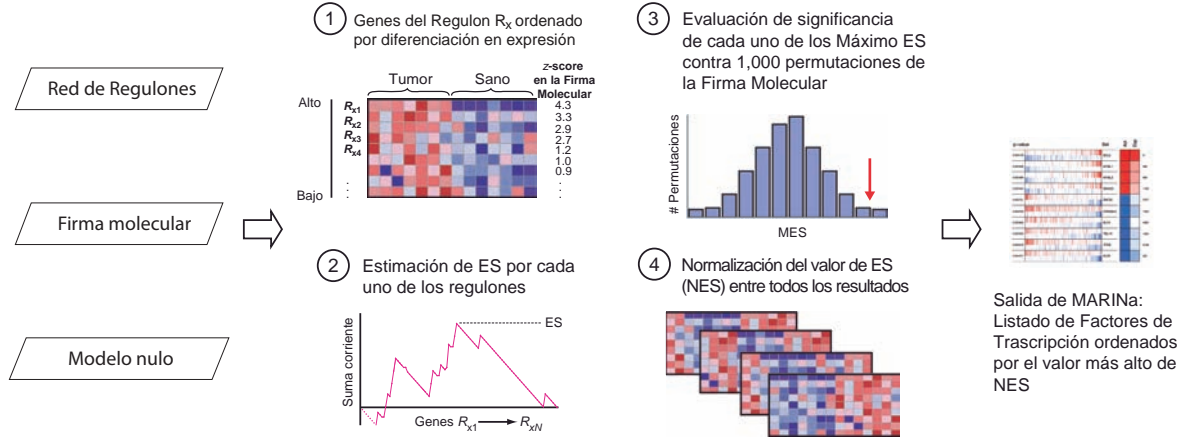 Red de Regulones
Firma molecular
Modelo nulo
1
Genes del Regulon Rx ordenado
por diferenciación en expresión
Tumor
Sano
z-score
en la Firma
Molecular
Alto
Bajo
Rx1
Rx2
Rx3
Rx4
4.3
3.3
2.9
2.7
1.2
1.0
0.9
.
.
2
Estimación de ES por cada
uno de los regulones
ES
Suma corriente
Genes Rx1 → RxN
3
Evaluación de significancia
de cada uno de los Máximo ES
contra 1,000 permutaciones de
la Firma Molecular
# Permutaciones
MES
4
Normalización del valor de ES
(NES) entre todos los resultados
Salida de MARINa:
Listado de Factores de
Trascripción ordenados
por el valor más alto de
NES